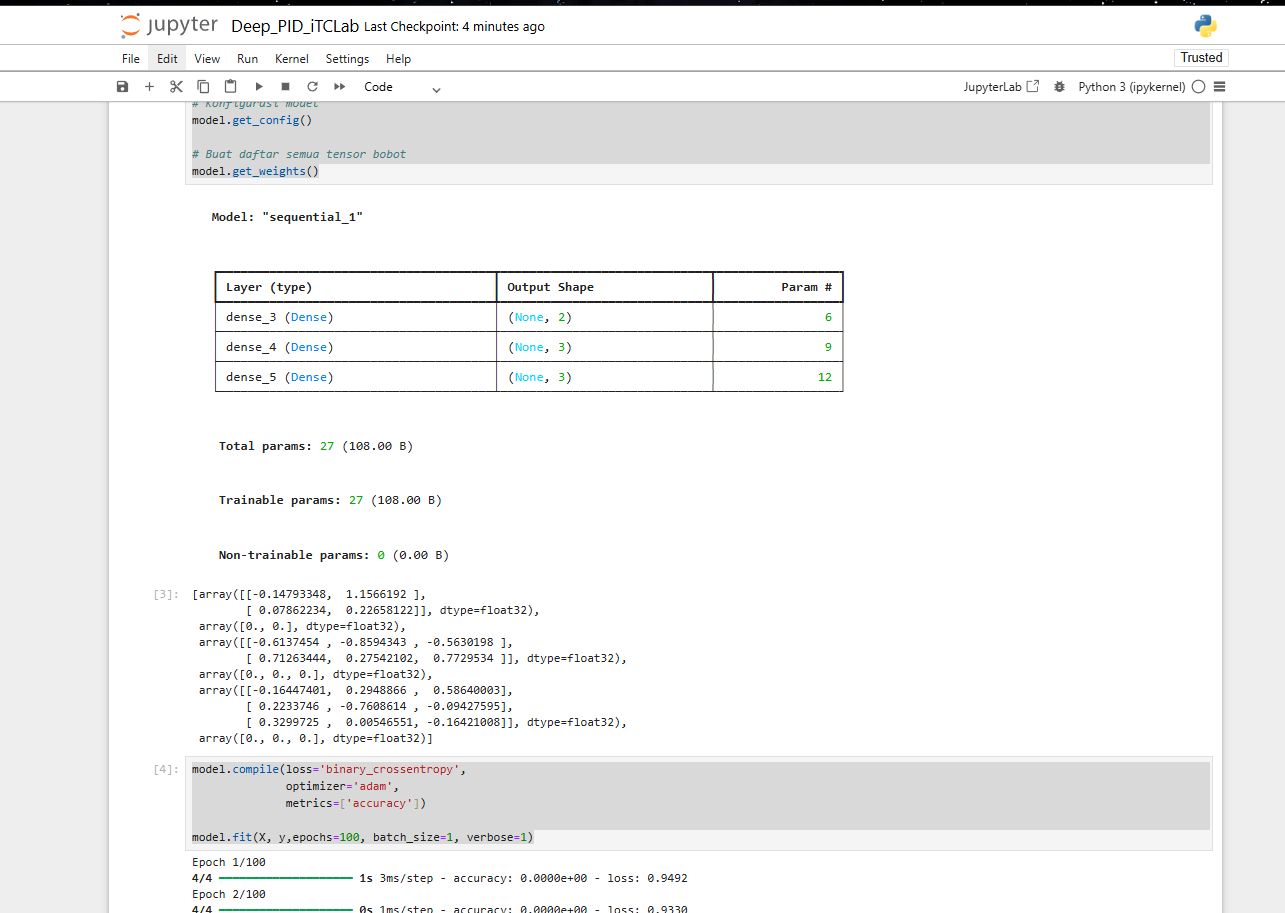 jupyter Deep_PID_iTCLab Last Checkpoint: 4 minutes ago
File Edit View Run Kernel Settings Help Trusted
Code JupyterLab Python 3 (ipykernel)
# Konfigurasi model
model.get_config()
# Buat daftar semua tensor bobot
model.get_weights()
Model: "sequential_1"
Layer (type) Output Shape Param #
dense_3 (Dense) (None, 2) 6
dense_4 (Dense) (None, 3) 9
dense_5 (Dense) (None, 3) 12
Total params: 27 (108.00 B)
Trainable params: 27 (108.00 B)
Non-trainable params: 0 (0.00 B)
[3]: [array([[-0.14793348, 1.1566192 ],
[ 0.07862234, 0.22658122]], dtype=float32),
array([0., 0.], dtype=float32),
array([[-0.6137454 , -0.8594343 , -0.5630198 ],
[ 0.71263444, 0.27542102, 0.7729534 ]], dtype=float32),
array([0., 0., 0.], dtype=float32),
array([[-0.16447401, 0.2948866 , 0.58640003],
[ 0.2233746 , -0.7608614 , -0.09427595],
[ 0.3299725 , 0.00546551, -0.16421008]], dtype=float32),
array([0., 0., 0.], dtype=float32)]
[4]: model.compile(loss='binary_crossentropy',
optimizer='adam',
metrics=['accuracy'])
model.fit(X, y,epochs=100, batch_size=1, verbose=1)
Epoch 1/100
4/4 1s 3ms/step - accuracy: 0.0000e+00 - loss: 0.9492
Epoch 2/100
4/4 0s 1ms/step - accuracy: 0.0000e+00 - loss: 0.9330